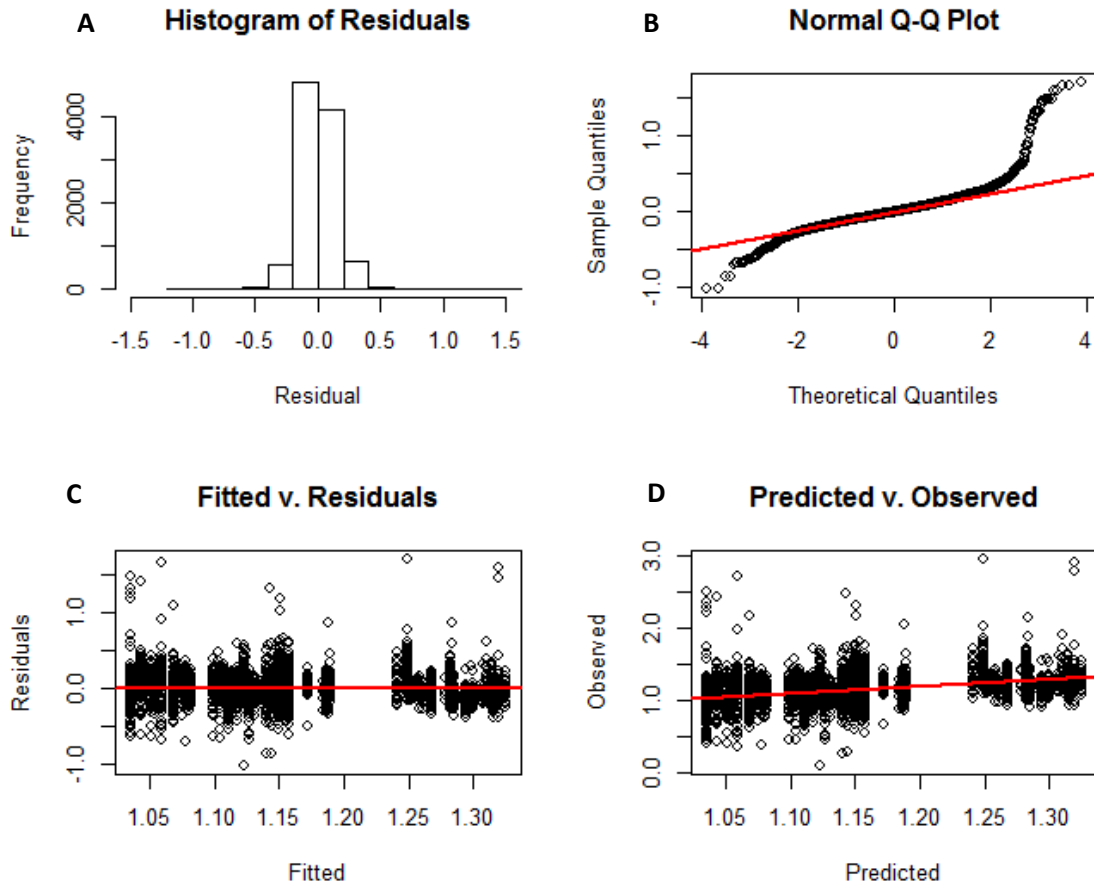 A
Histogram of Residuals
Frequency
4000
2000
0
-1.5 -1.0 -0.5 0.0 0.5 1.0 1.5
Residual
B
Normal Q-Q Plot
Sample Quantiles
1.0
0.0
-1.0
-4 -2 0 2 4
Theoretical Quantiles
C
Fitted v. Residuals
Residuals
1.0
0.0
-1.0
1.05 1.10 1.15 1.20 1.25 1.30
Fitted
D
Predicted v. Observed
Observed
3.0
2.0
1.0
0.0
1.05 1.10 1.15 1.20 1.25 1.30
Predicted